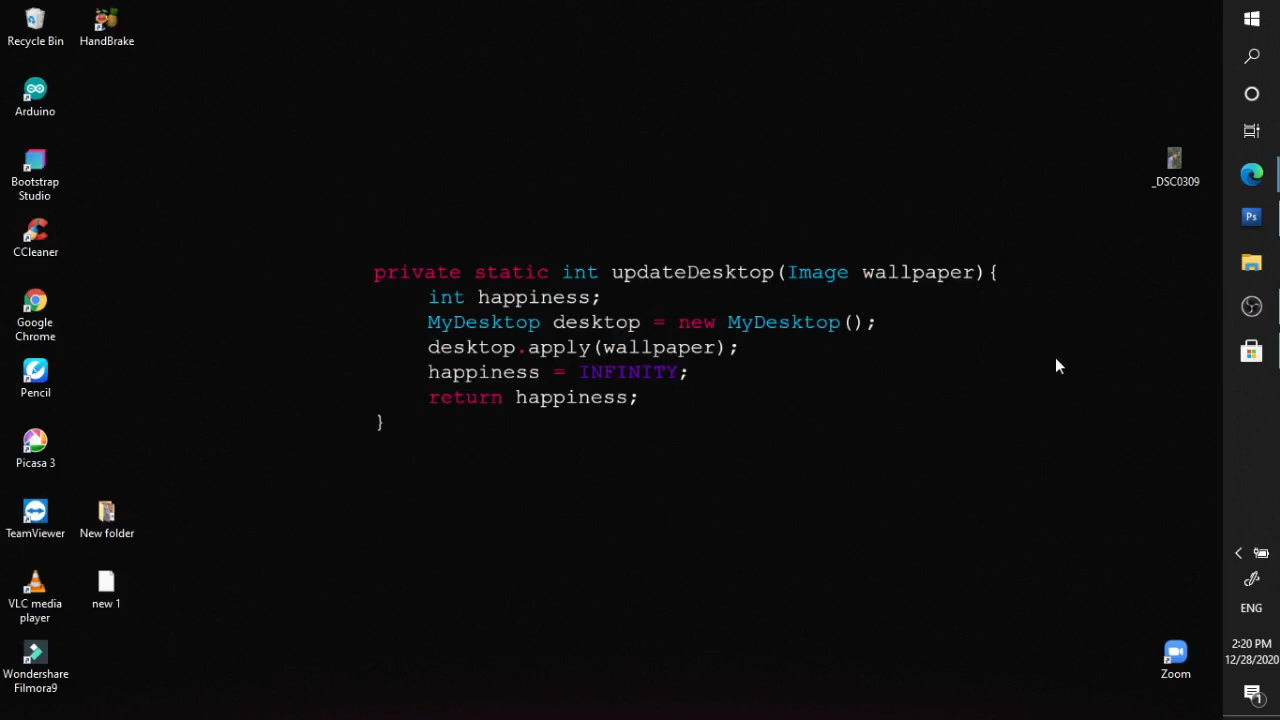 Recycle Bin
HandBrake
Arduino
Bootstrap
Studio
CCleaner
Google
Chrome
Pencil
Picasa 3
TeamViewer
New folder
VLC media
player
new 1
Wondershare
Filmora9
private static int updateDesktop(Image wallpaper){
int happiness;
MyDesktop desktop = new MyDesktop();
desktop.apply(wallpaper);
happiness = INFINITY;
return happiness;
}
_DSC0309
Zoom
Ps
ENG
2:20 PM
12/28/2020
1